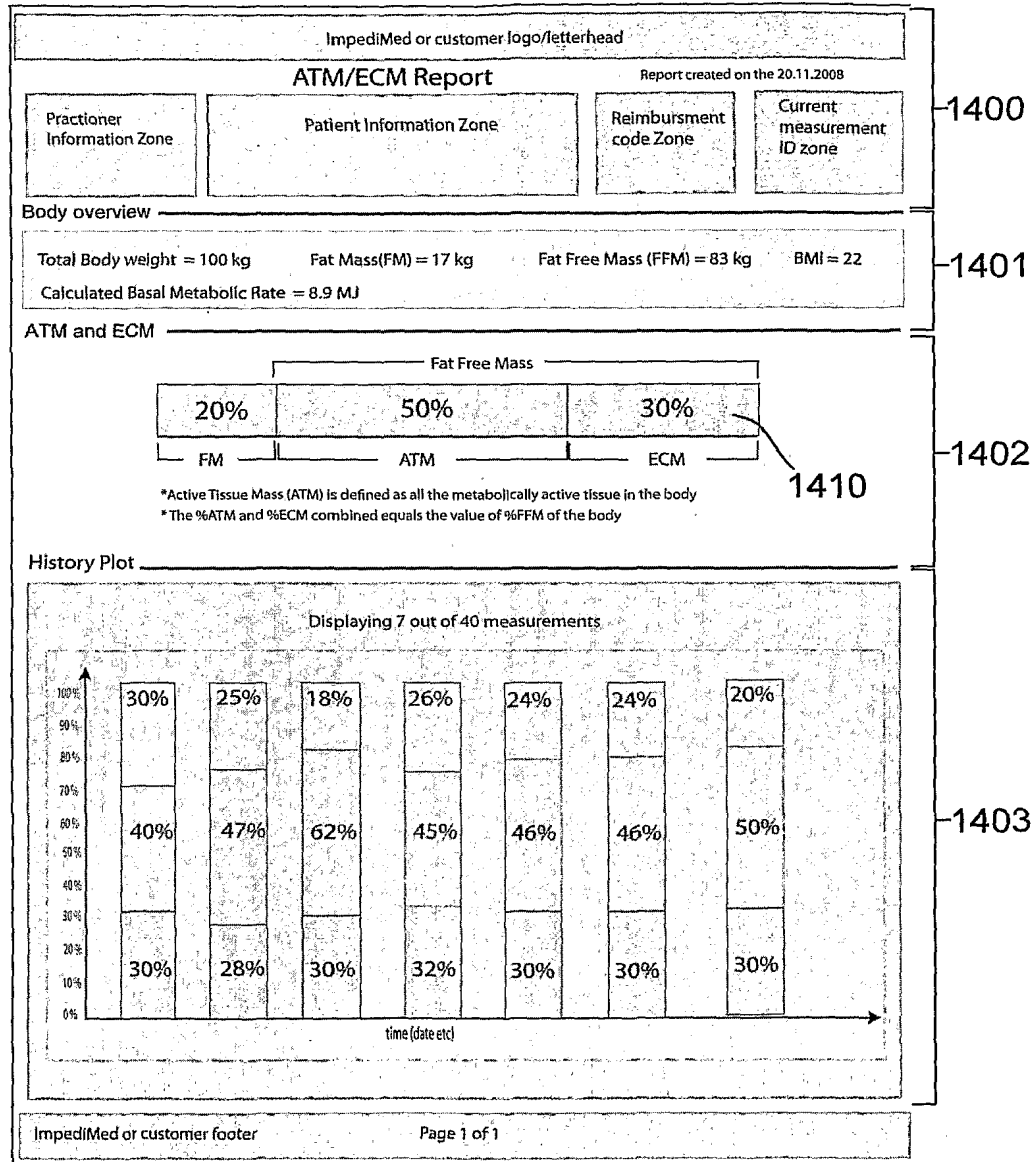 ImpediMed or customer logo/letterhead
ATM/ECM Report
Report created on the 20.11.2008
Practioner
Information Zone
Patient Information Zone
Reimbursment
code Zone
Current
measurement
ID zone
1400
Body overview
Total Body weight = 100 kg
Fat Mass(FM) = 17 kg
Fat Free Mass (FFM) = 83 kg
BMI = 22
Calculated Basal Metabolic Rate = 8.9 MJ
1401
ATM and ECM
Fat Free Mass
20%
50%
30%
FM
ATM
ECM
1410
1402
*Active Tissue Mass (ATM) is defined as all the metabolically active tissue in the body
* The %ATM and %ECM combined equals the value of %FFM of the body
History Plot
Displaying 7 out of 40 measurements
100%
90%
80%
70%
60%
50%
40%
30%
20%
10%
0%
30%
25%
18%
26%
24%
24%
20%
40%
47%
62%
45%
46%
46%
50%
30%
28%
30%
32%
30%
30%
30%
time (date etc)
1403
ImpediMed or customer footer
Page 1 of 1